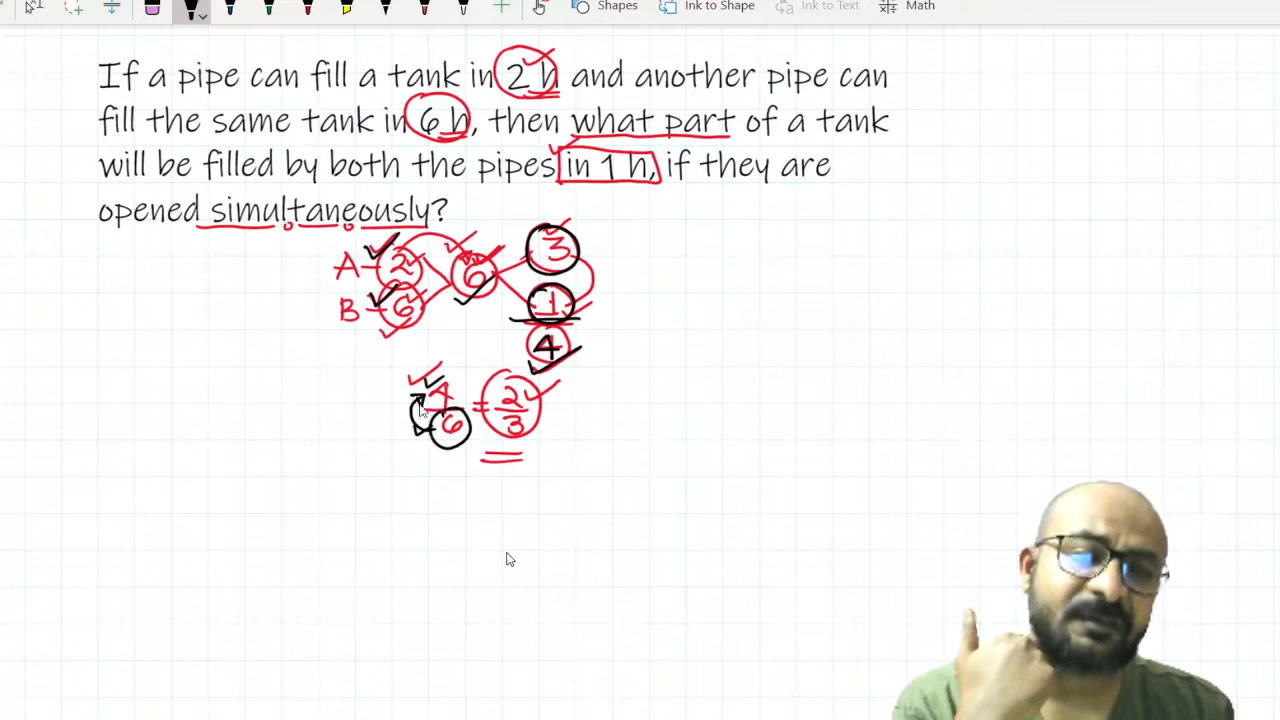 Shapes Ink to Shape Ink to Text Math
If a pipe can fill a tank in 2 h and another pipe can
fill the same tank in 6 h, then what part of a tank
will be filled by both the pipes in 1 h, if they are
opened simultaneously?
A - 2 6 3
B - 6 1
4
4/6 = 2/3